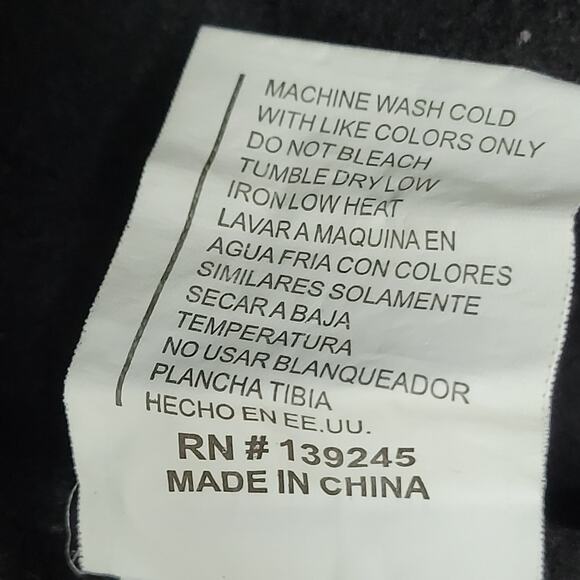 MACHINE WASH COLD
WITH LIKE COLORS ONLY
DO NOT BLEACH
TUMBLE DRY LOW
IRON LOW HEAT
LAVAR A MAQUINA EN
AGUA FRIA CON COLORES
SIMILARES SOLAMENTE
SECAR A BAJA
TEMPERATURA
NO USAR BLANQUEADOR
PLANCHA TIBIA
HECHO EN EE.UU.
RN # 139245
MADE IN CHINA